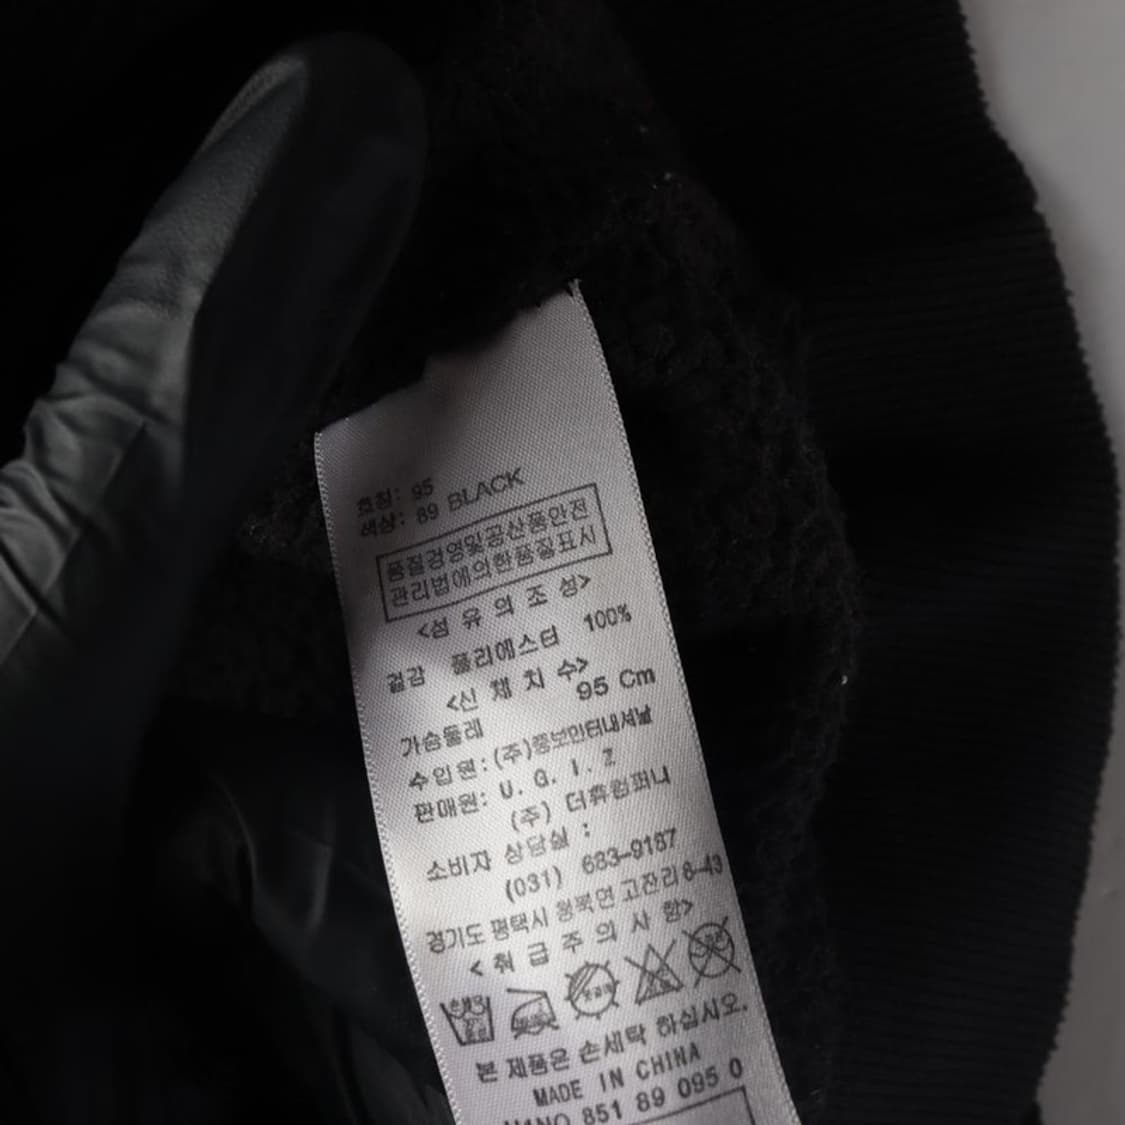 호칭: 95
색상: 89 BLACK
품질경영및공산품안전
관리법에의한품질표시
<섬 유 의 조 성>
겉감 폴리에스터 100%
<신 체 치 수>
가슴둘레 95 Cm
수입원: (주)중보인터내셔날
판매원: U. G. I. Z
(주) 더휴컴퍼니
소비자 상담실 :
(031) 683-9187
경기도 평택시 청북면 고잔리 8-43
<취 급 주 의 사 항>
본 제품은 손세탁 하십시오.
MADE IN CHINA
851 89 095 0